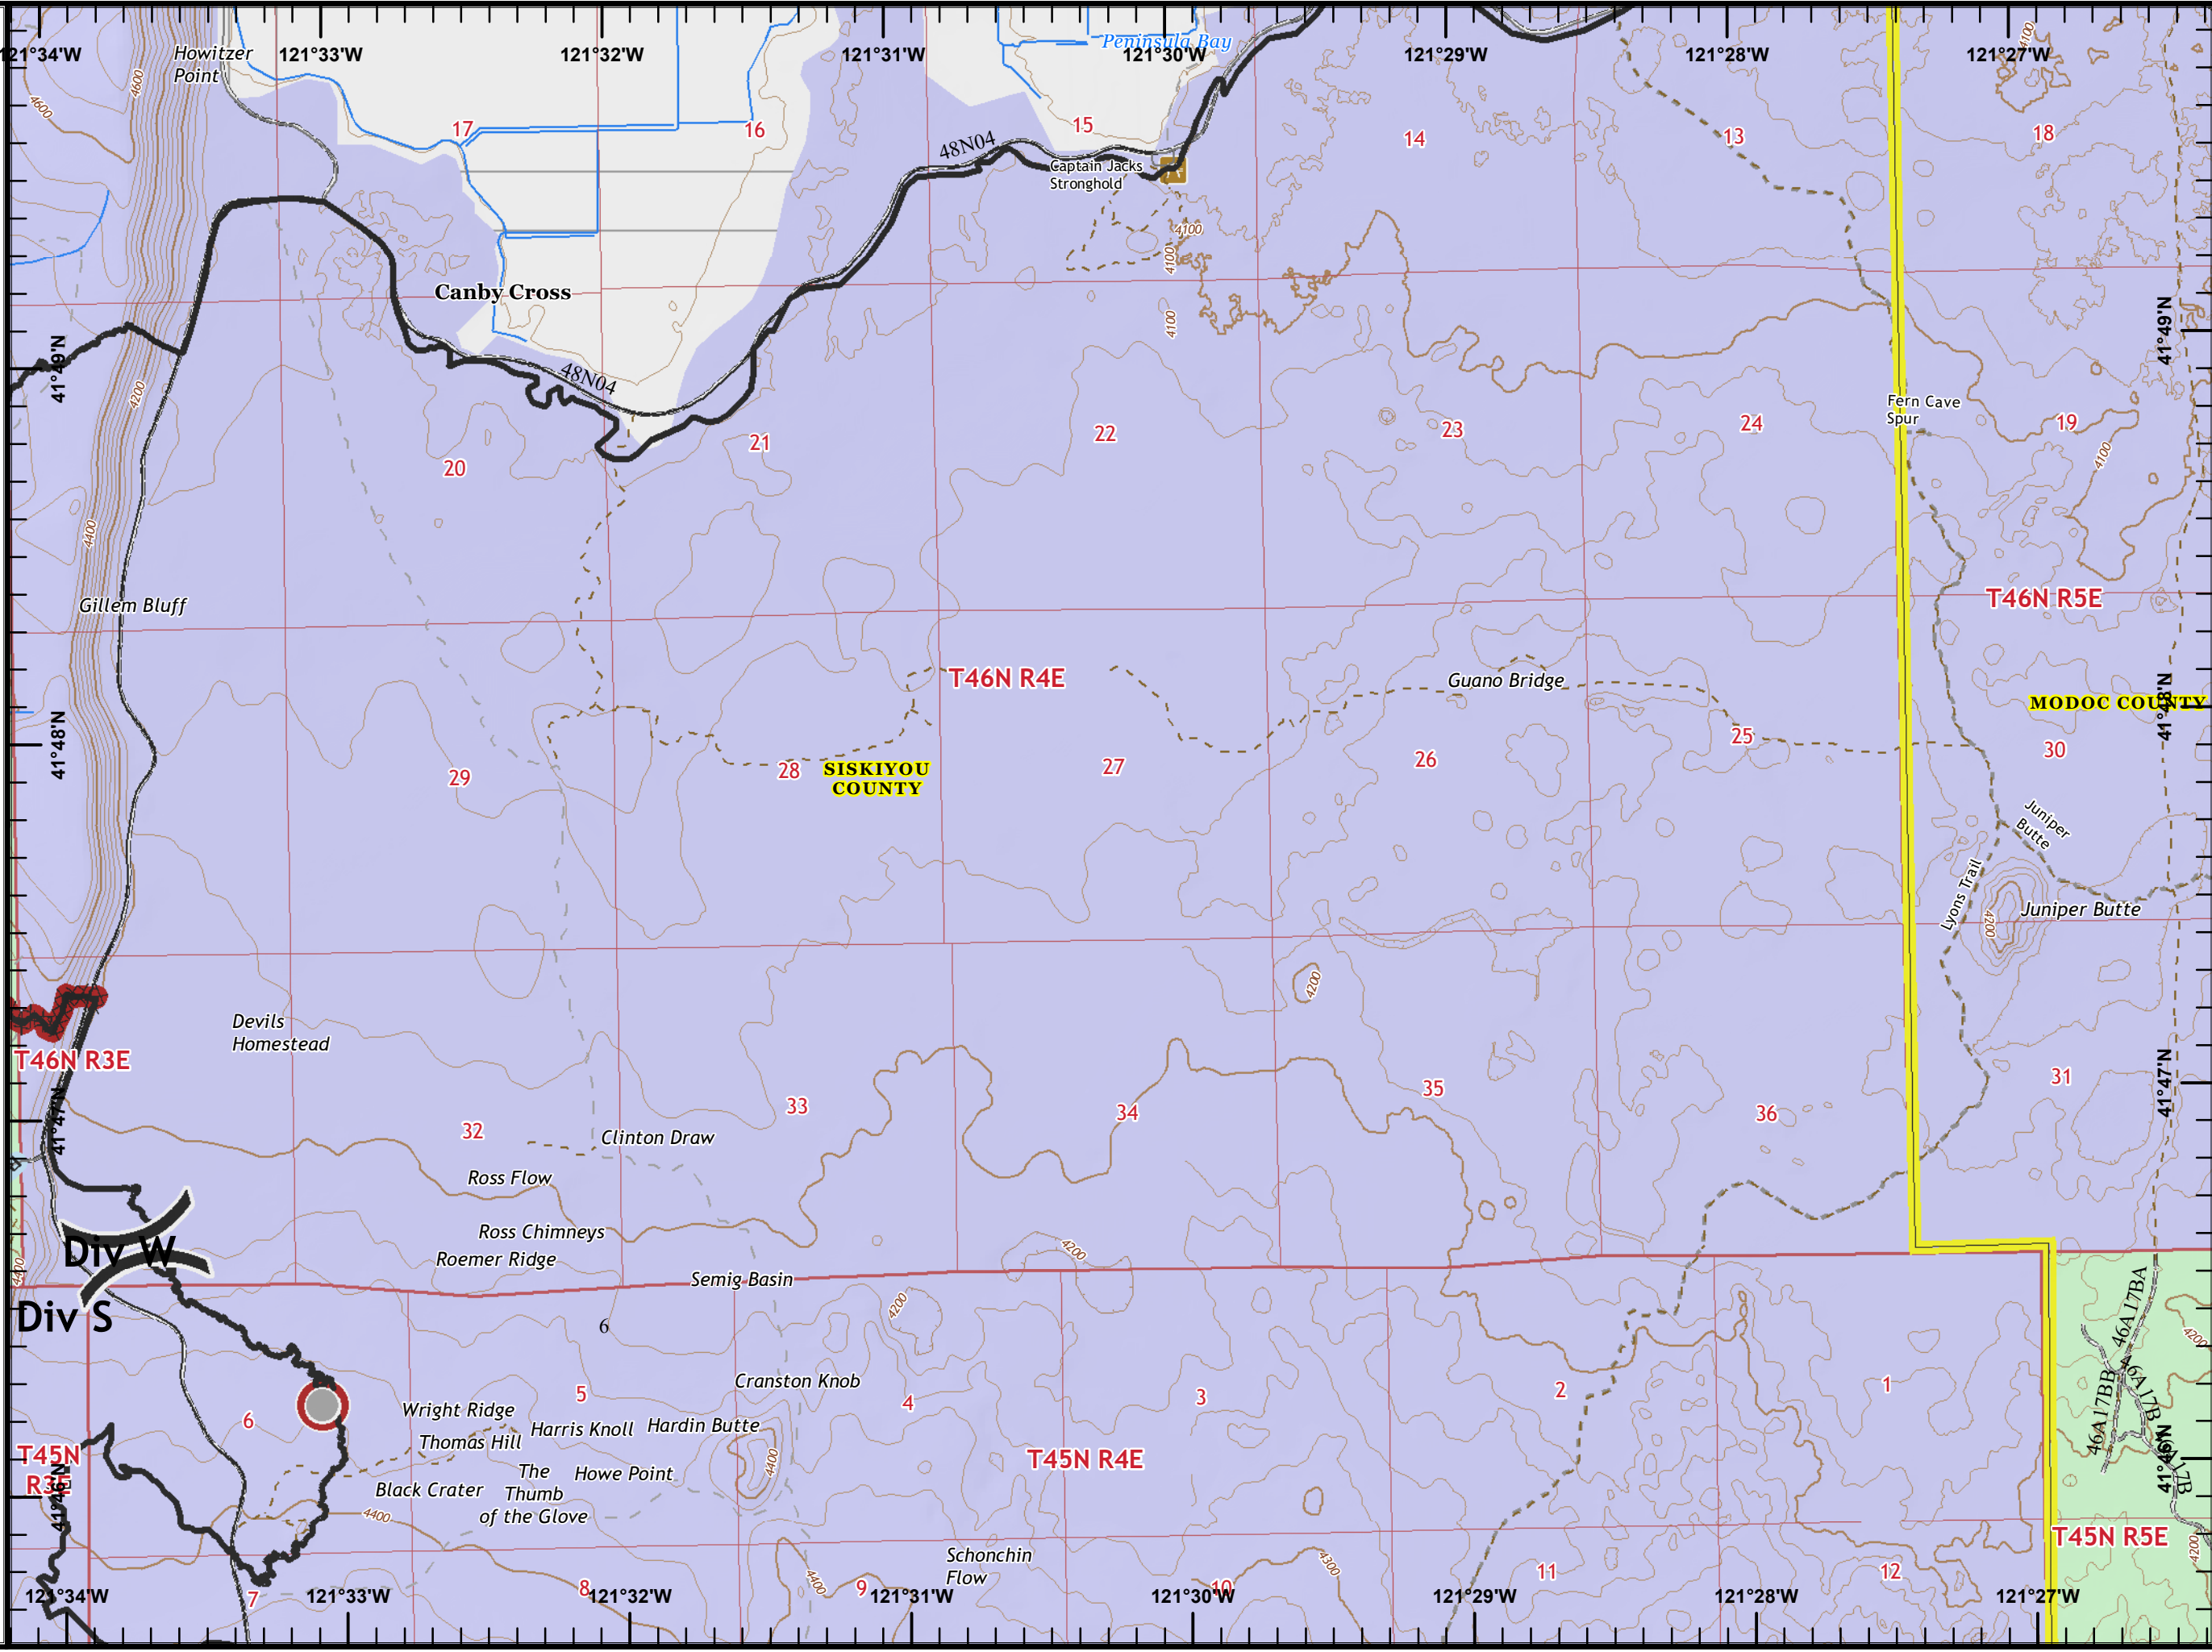 121°34'W
121°33'W
121°32'W
121°31'W
121°30'W
121°29'W
121°28'W
121°27'W
Howitzer
Point
Peninsula Bay
4100
4600
4600
17
16
15
14
13
18
48N04
Captain Jacks
Stronghold
4100
4100
4100
Canby Cross
41°49'N
41°49'N
48N04
4200
Fern Cave
Spur
20
21
22
23
24
19
4100
4400
Gillem Bluff
T46N R5E
T46N R4E
Guano Bridge
MODOC COUNTY
41°48'N
41°48'N
29
28
SISKIYOU
COUNTY
27
26
25
30
Juniper
Butte
Lyons Trail
4200
Juniper Butte
4200
Devils
Homestead
T46N R3E
41°47'N
41°47'N
32
33
34
35
36
31
Clinton Draw
Ross Flow
Ross Chimneys
Roemer Ridge
Div W
4400
4200
Semig Basin
Div S
6
4200
46A17BA
4200
Cranston Knob
6
5
4
3
2
1
Wright Ridge
Harris Knoll
Hardin Butte
Thomas Hill
46A17BB
46A17B
T45N
R3E
41°46'N
41°46'N
T45N R4E
4400
The
Thumb
of the Glove
Howe Point
Black Crater
4400
T45N R5E
4200
Schonchin
Flow
4400
4300
7
8
9
10
11
12
121°34'W
121°33'W
121°32'W
121°31'W
121°30'W
121°29'W
121°28'W
121°27'W